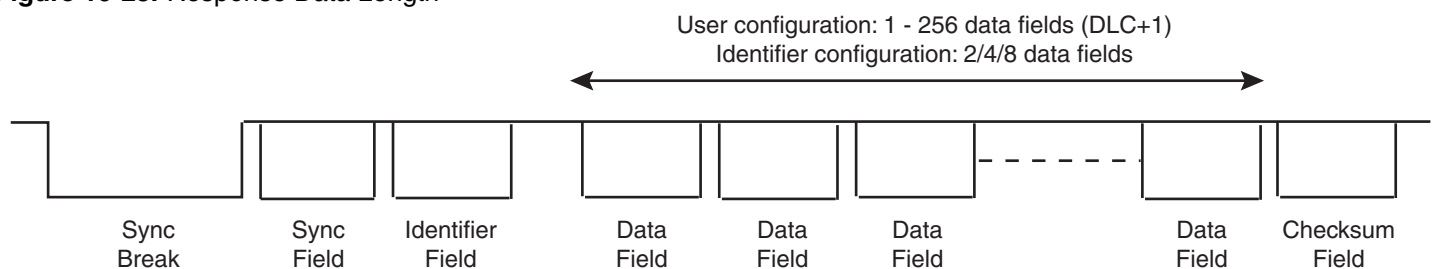 User configuration: 1 - 256 data fields (DLC+1)
Identifier configuration: 2/4/8 data fields
Sync Break
Sync Field
Identifier Field
Data Field
Data Field
Data Field
Data Field
Checksum Field